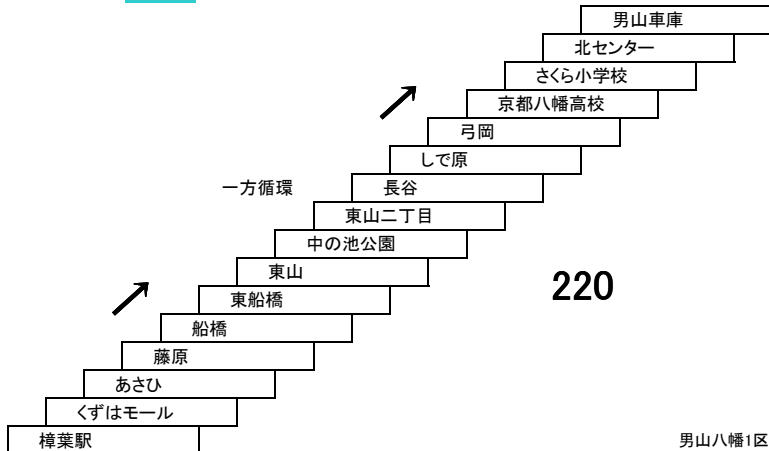 男山車庫
北センター
さくら小学校
京都八幡高校
弓岡
しで原
一方循環
長谷
東山二丁目
中の池公園
東山
220
東船橋
船橋
藤原
あさひ
くずはモール
樟葉駅
男山八幡1区